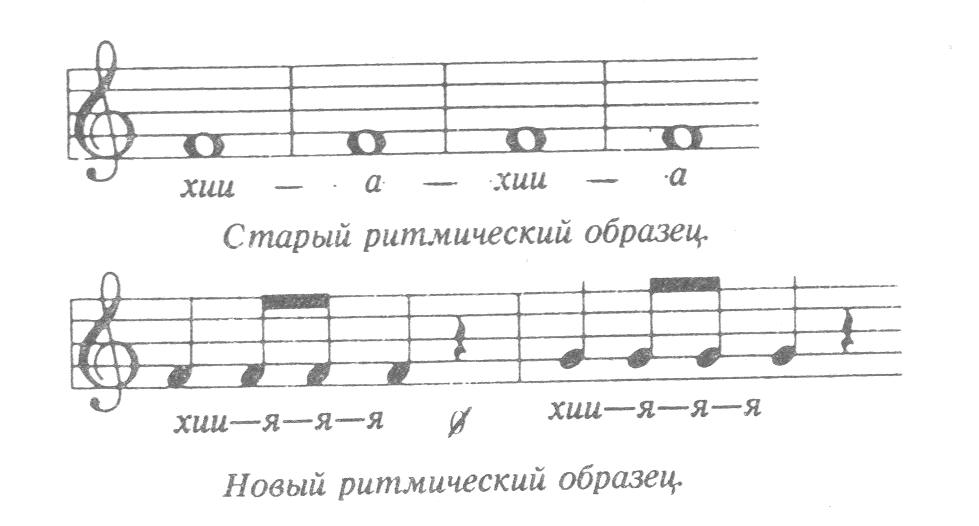 хии — а — хии — а
Старый ритмический образец.
хии—я—я—я хии—я—я—я
Новый ритмический образец.